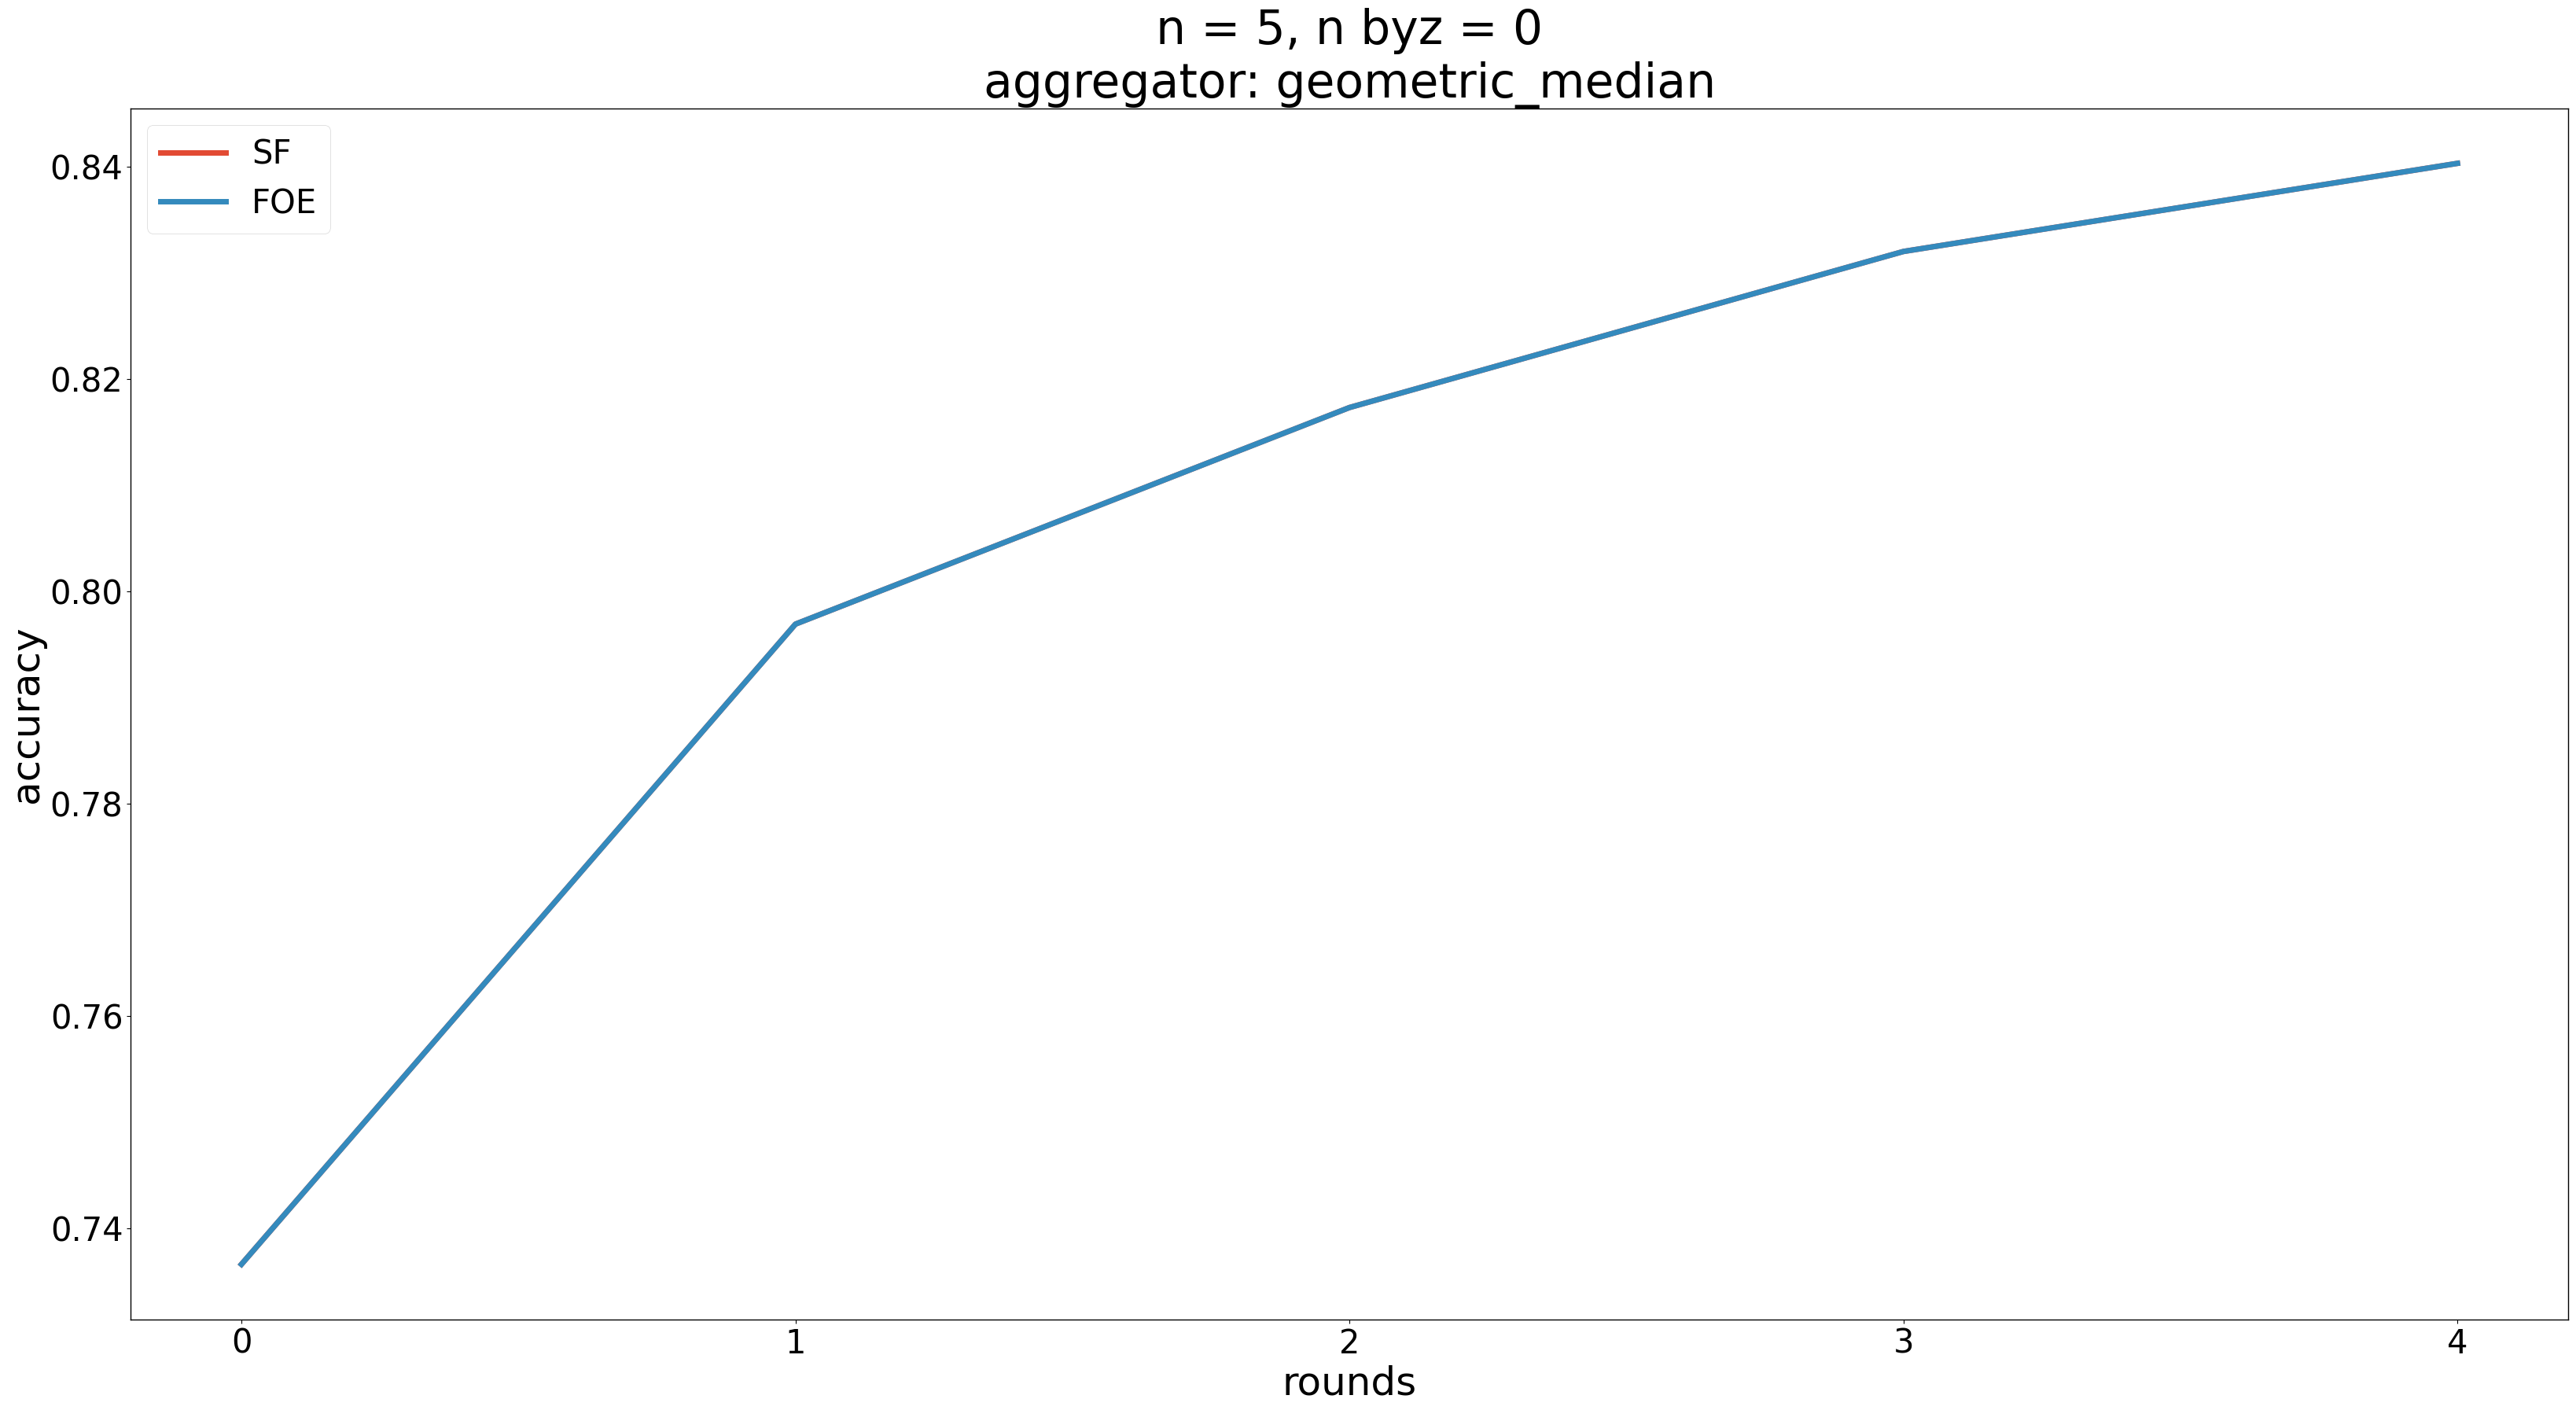 n = 5, n byz = 0
aggregator: geometric_median
SF
FOE
0.84
0.82
0.80
0.78
0.76
0.74
accuracy
0 1 2 3 4
rounds